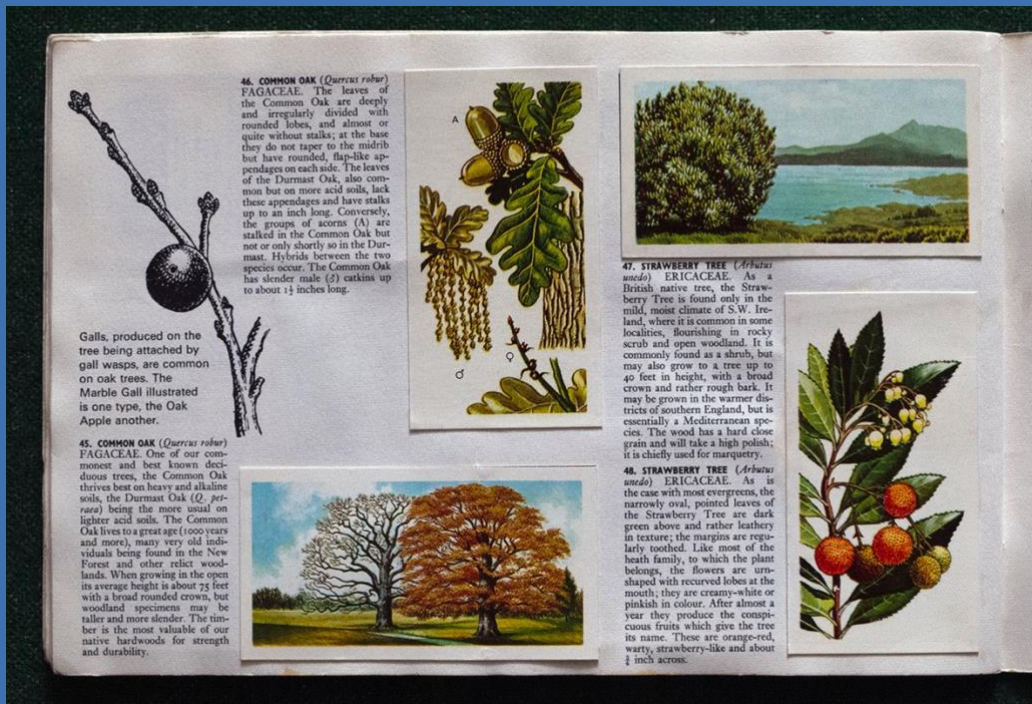 46. COMMON OAK (Quercus robur)
FAGACEAE. The leaves of
the Common Oak are deeply
and irregularly divided with
rounded lobes, and almost or
quite without stalks; at the base
they do not taper to the midrib
but have rounded, flap-like ap-
pendages on each side. The leaves
of the Durmast Oak, also com-
mon but on more acid soils, lack
these appendages and have stalks
up to an inch long. Conversely,
the groups of acorns (A) are
stalked in the Common Oak but
not or only shortly so in the Dur-
mast. Hybrids between the two
species occur. The Common Oak
has slender male (♂) catkins up
to about 1½ inches long.
Galls, produced on the
tree being attached by
gall wasps, are common
on oak trees. The
Marble Gall illustrated
is one type, the Oak
Apple another.
45. COMMON OAK (Quercus robur)
FAGACEAE. One of our com-
monest and best known deci-
duous trees, the Common Oak
thrives best on heavy and alkaline
soils, the Durmast Oak (Q. pet-
raea) being the more usual on
lighter acid soils. The Common
Oak lives to a great age (1000 years
and more), many very old indi-
viduals being found in the New
Forest and other relict wood-
lands. When growing in the open
its average height is about 75 feet
with a broad rounded crown, but
woodland specimens may be
taller and more slender. The tim-
ber is the most valuable of our
native hardwoods for strength
and durability.
A
♀
♂
47. STRAWBERRY TREE (Arbutus
unedo) ERICACEAE. As a
British native tree, the Straw-
berry Tree is found only in the
mild, moist climate of S.W. Ire-
land, where it is common in some
localities, flourishing in rocky
scrub and open woodland. It is
commonly found as a shrub, but
may also grow to a tree up to
40 feet in height, with a broad
crown and rather rough bark. It
may be grown in the warmer dis-
tricts of southern England, but is
essentially a Mediterranean spe-
cies. The wood has a hard close
grain and will take a high polish;
it is chiefly used for marquetry.
48. STRAWBERRY TREE (Arbutus
unedo) ERICACEAE. As is
the case with most evergreens, the
narrowly oval, pointed leaves of
the Strawberry Tree are dark
green above and rather leathery
in texture; the margins are regu-
larly toothed. Like most of the
heath family, to which the plant
belongs, the flowers are urn-
shaped with recurved lobes at the
mouth; they are creamy-white or
pinkish in colour. After almost a
year they produce the conspi-
cuous fruits which give the tree
its name. These are orange-red,
warty, strawberry-like and about
inch across.